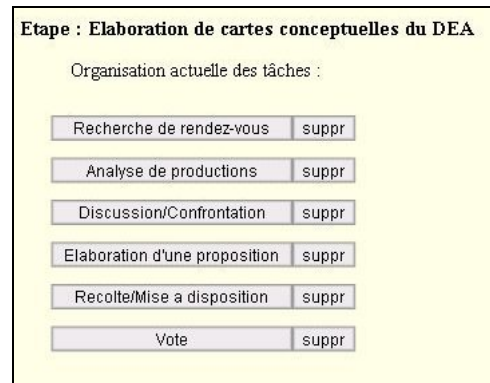 Etape : Elaboration de cartes conceptuelles du DEA
Organisation actuelle des tâches :
Recherche de rendez-vous suppr
Analyse de productions suppr
Discussion/Confrontation suppr
Elaboration d'une proposition suppr
Recolte/Mise a disposition suppr
Vote suppr